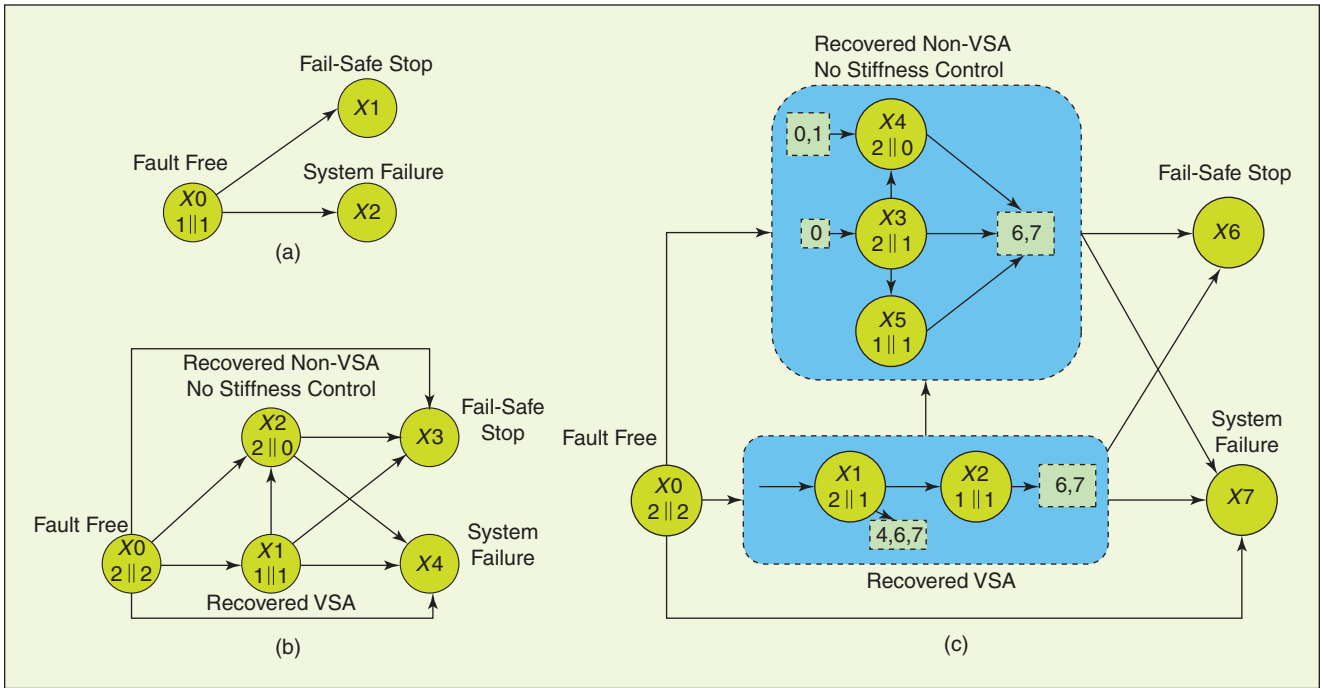 Fail-Safe Stop
X1
Fault Free
System Failure
X0
1||1
X2
(a)
Recovered Non-VSA
No Stiffness Control
X2
2||0
Fail-Safe
Stop
X3
Fault Free
X0
2||2
X1
1||1
System
Failure
X4
Recovered VSA
(b)
Recovered Non-VSA
No Stiffness Control
0,1
X4
2||0
0
X3
2||1
6,7
X5
1||1
Fail-Safe Stop
X6
Fault Free
X0
2||2
X1
2||1
X2
1||1
6,7
4,6,7
System
Failure
X7
Recovered VSA
(c)